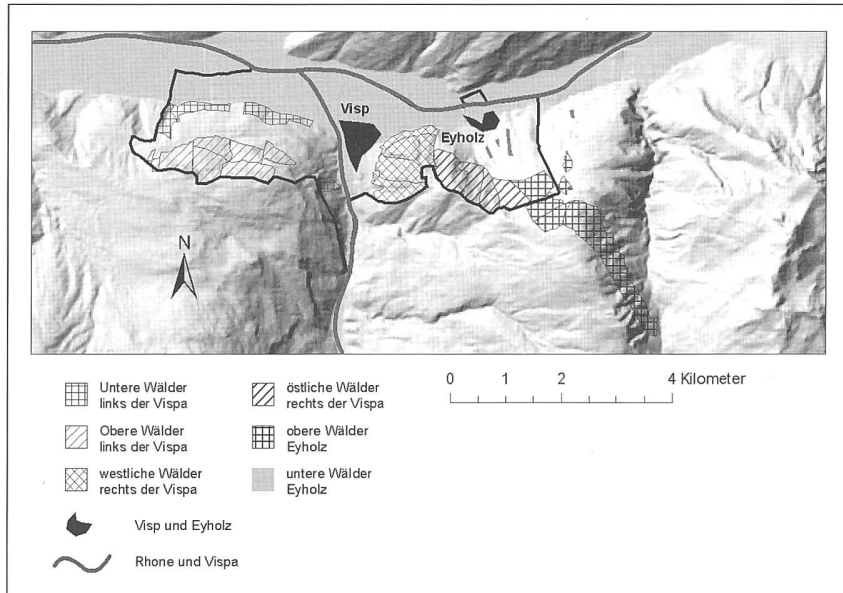 Visp
Eyholz
N
Untere Wälder
links der Vispa
Obere Wälder
links der Vispa
westliche Wälder
rechts der Vispa
östliche Wälder
rechts der Vispa
obere Wälder
Eyholz
untere Wälder
Eyholz
Visp und Eyholz
Rhone und Vispa
0 1 2 4 Kilometer